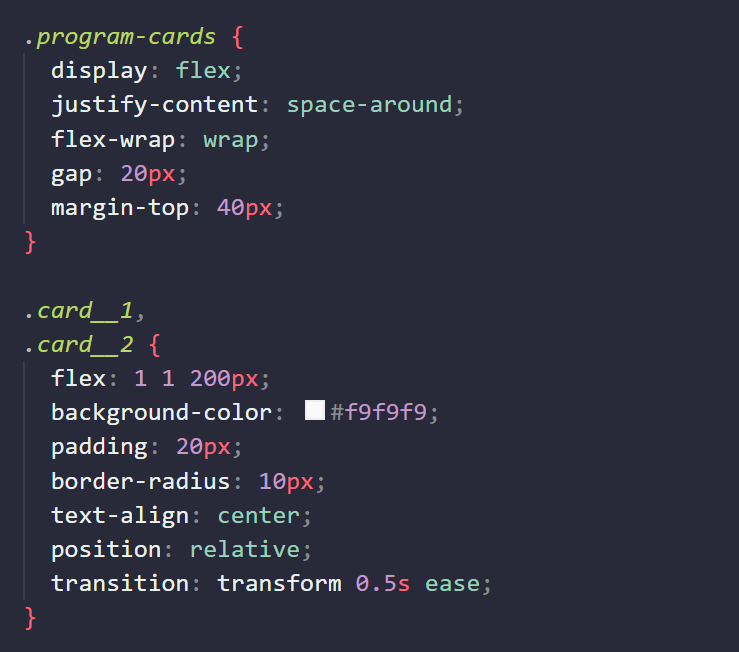 .program-cards {
  display: flex;
  justify-content: space-around;
  flex-wrap: wrap;
  gap: 20px;
  margin-top: 40px;
}

.card__1,
.card__2 {
  flex: 1 1 200px;
  background-color: #f9f9f9;
  padding: 20px;
  border-radius: 10px;
  text-align: center;
  position: relative;
  transition: transform 0.5s ease;
}